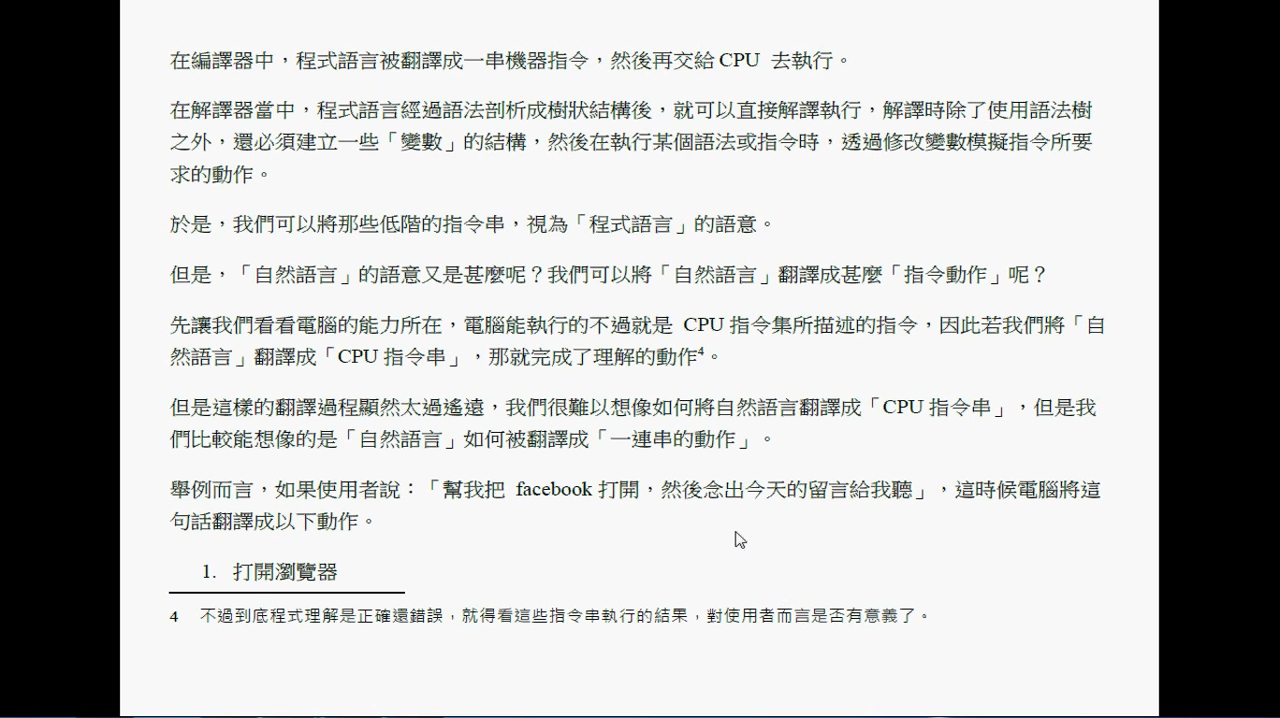 在編譯器中，程式語言被翻譯成一串機器指令，然後再交給 CPU 去執行。
在解譯器當中，程式語言經過語法剖析成樹狀結構後，就可以直接解譯執行，解譯時除了使用語法樹
之外，還必須建立一些「變數」的結構，然後在執行某個語法或指令時，透過修改變數模擬指令所要
求的動作。
於是，我們可以將那些低階的指令串，視為「程式語言」的語意。
但是，「自然語言」的語意又是甚麼呢？我們可以將「自然語言」翻譯成甚麼「指令動作」呢？
先讓我們看看電腦的能力所在，電腦能執行的不過就是 CPU 指令集所描述的指令，因此若我們將「自
然語言」翻譯成「CPU 指令串」，那就完成了理解的動作4。
但是這樣的翻譯過程顯然太過遙遠，我們很難以想像如何將自然語言翻譯成「CPU 指令串」，但是我
們比較能想像的是「自然語言」如何被翻譯成「一連串的動作」。
舉例而言，如果使用者說：「幫我把 facebook 打開，然後念出今天的留言給我聽」，這時候電腦將這
句話翻譯成以下動作。
1. 打開瀏覽器
4 不過到底程式理解是正確還錯誤，就得看這些指令串執行的結果，對使用者而言是否有意義了。